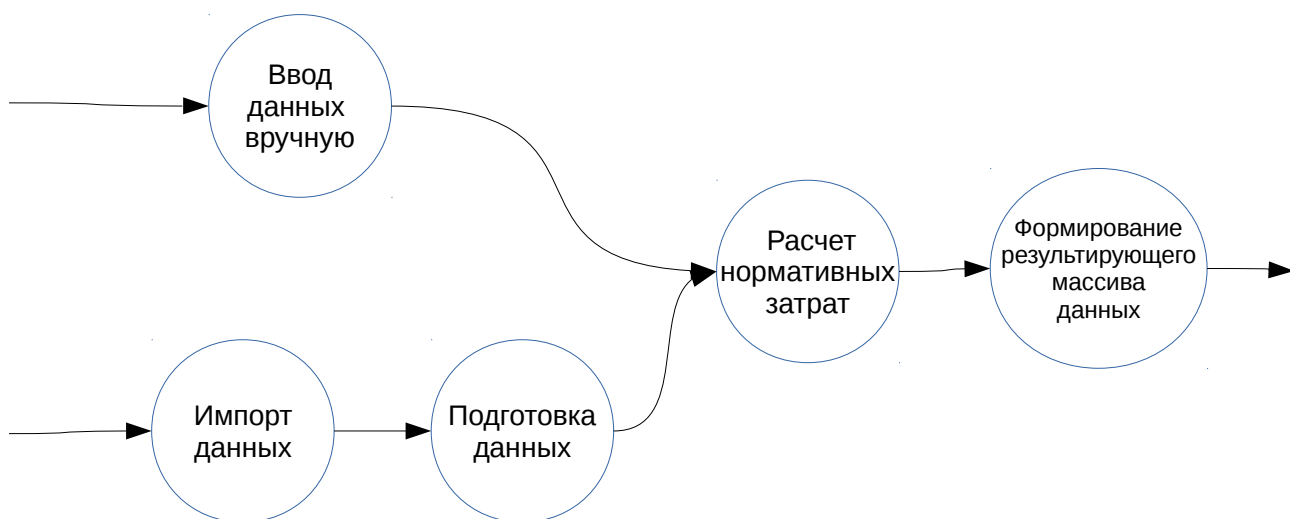 Ввод
данных
вручную
Расчет
нормативных
затрат
Формирование
результирующего
массива
данных
Импорт
данных
Подготовка
данных